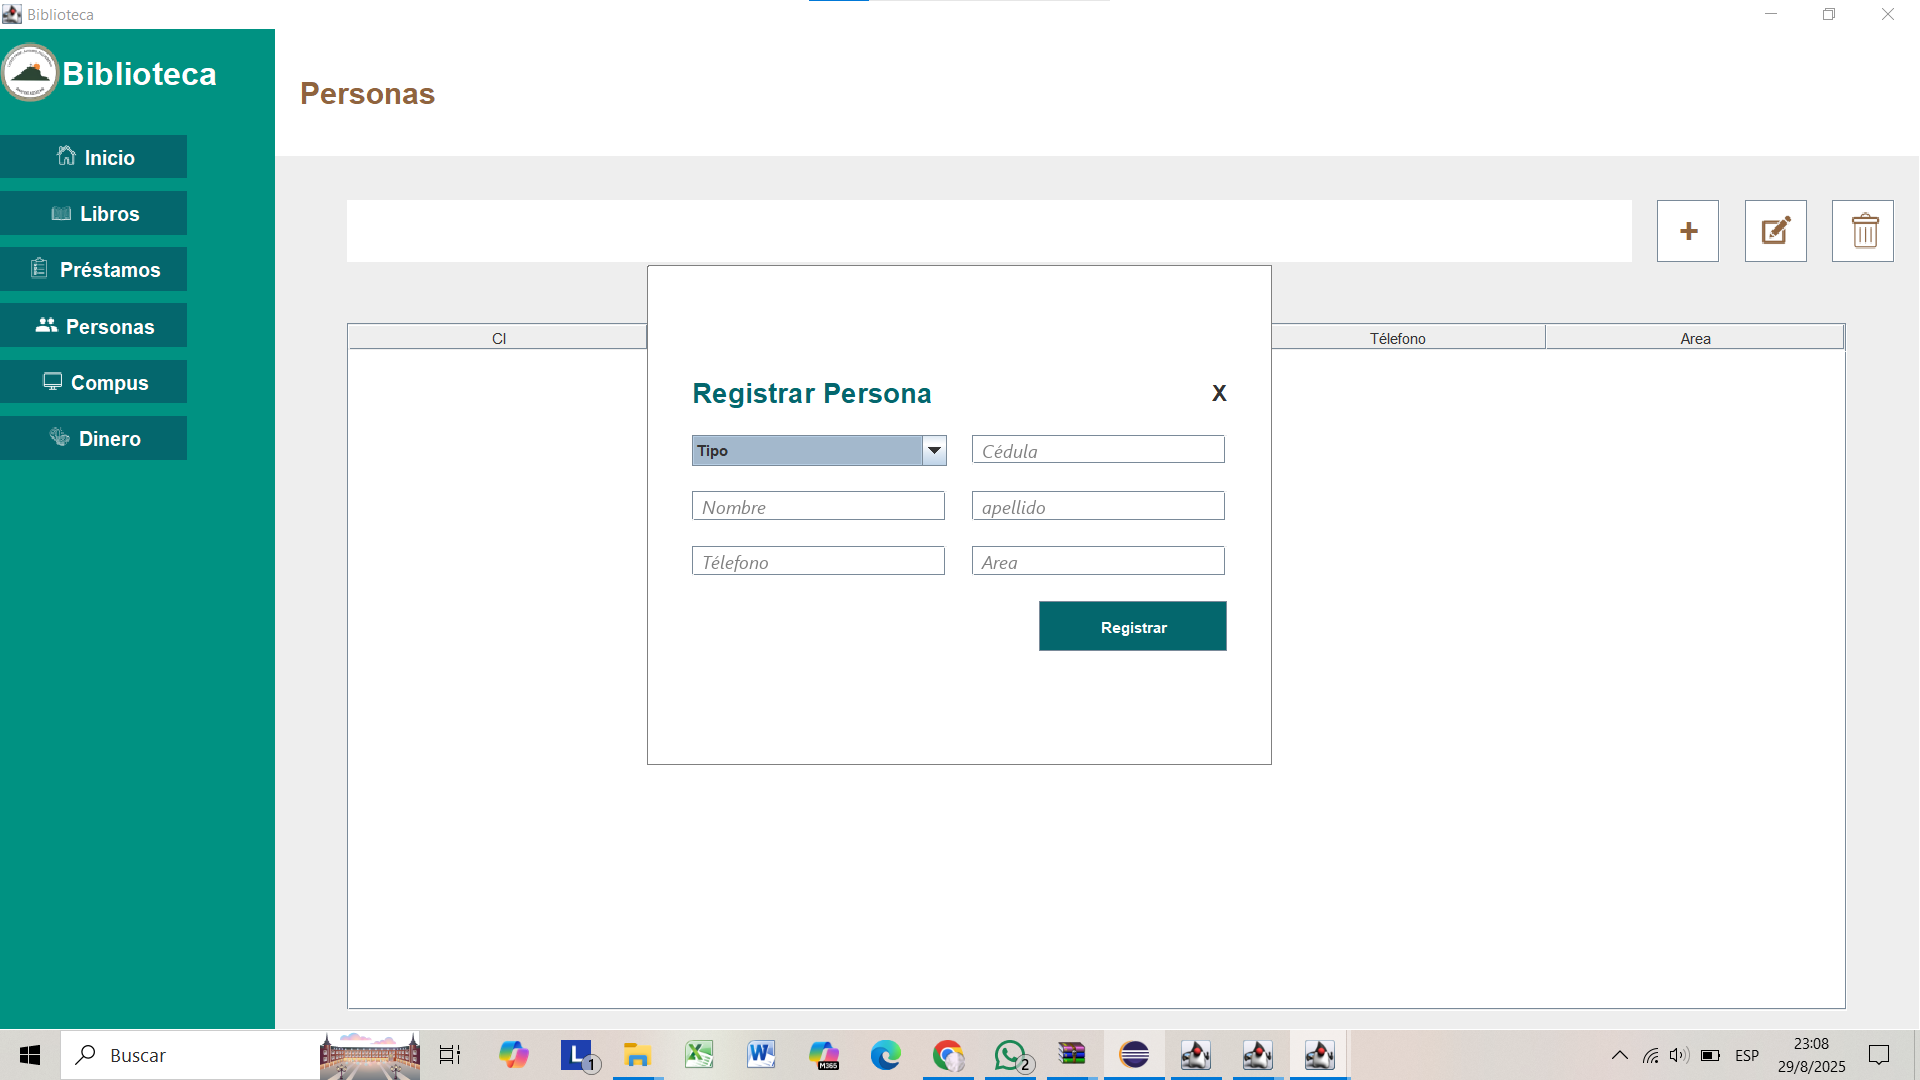 Biblioteca
Biblioteca
Personas
Inicio
Libros
Préstamos
Personas
Compus
Dinero
+
CI
Télefono
Area
Registrar Persona
X
Tipo
Cédula
Nombre
apellido
Télefono
Area
Registrar
Buscar
L
1
M365
2
ESP
23:08
29/8/2025